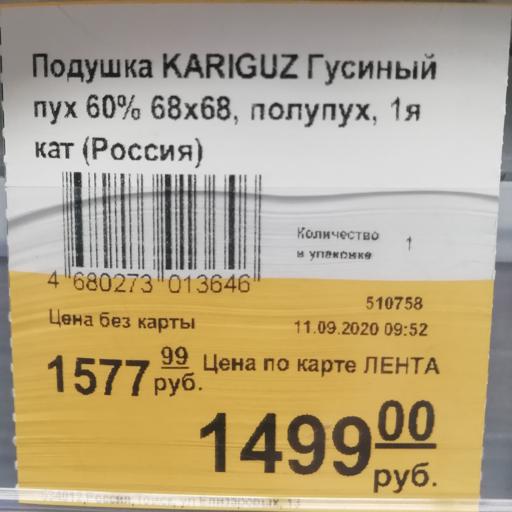 Подушка KARIGUZ Гусиный
пух 60% 68x68, полупух, 1я
кат (Россия)
Количество
в упаковке 1
4 680273 013646
510758
Цена без карты
11.09.2020 09:52
1577 99 руб.
Цена по карте ЛЕНТА
1499 00 руб.